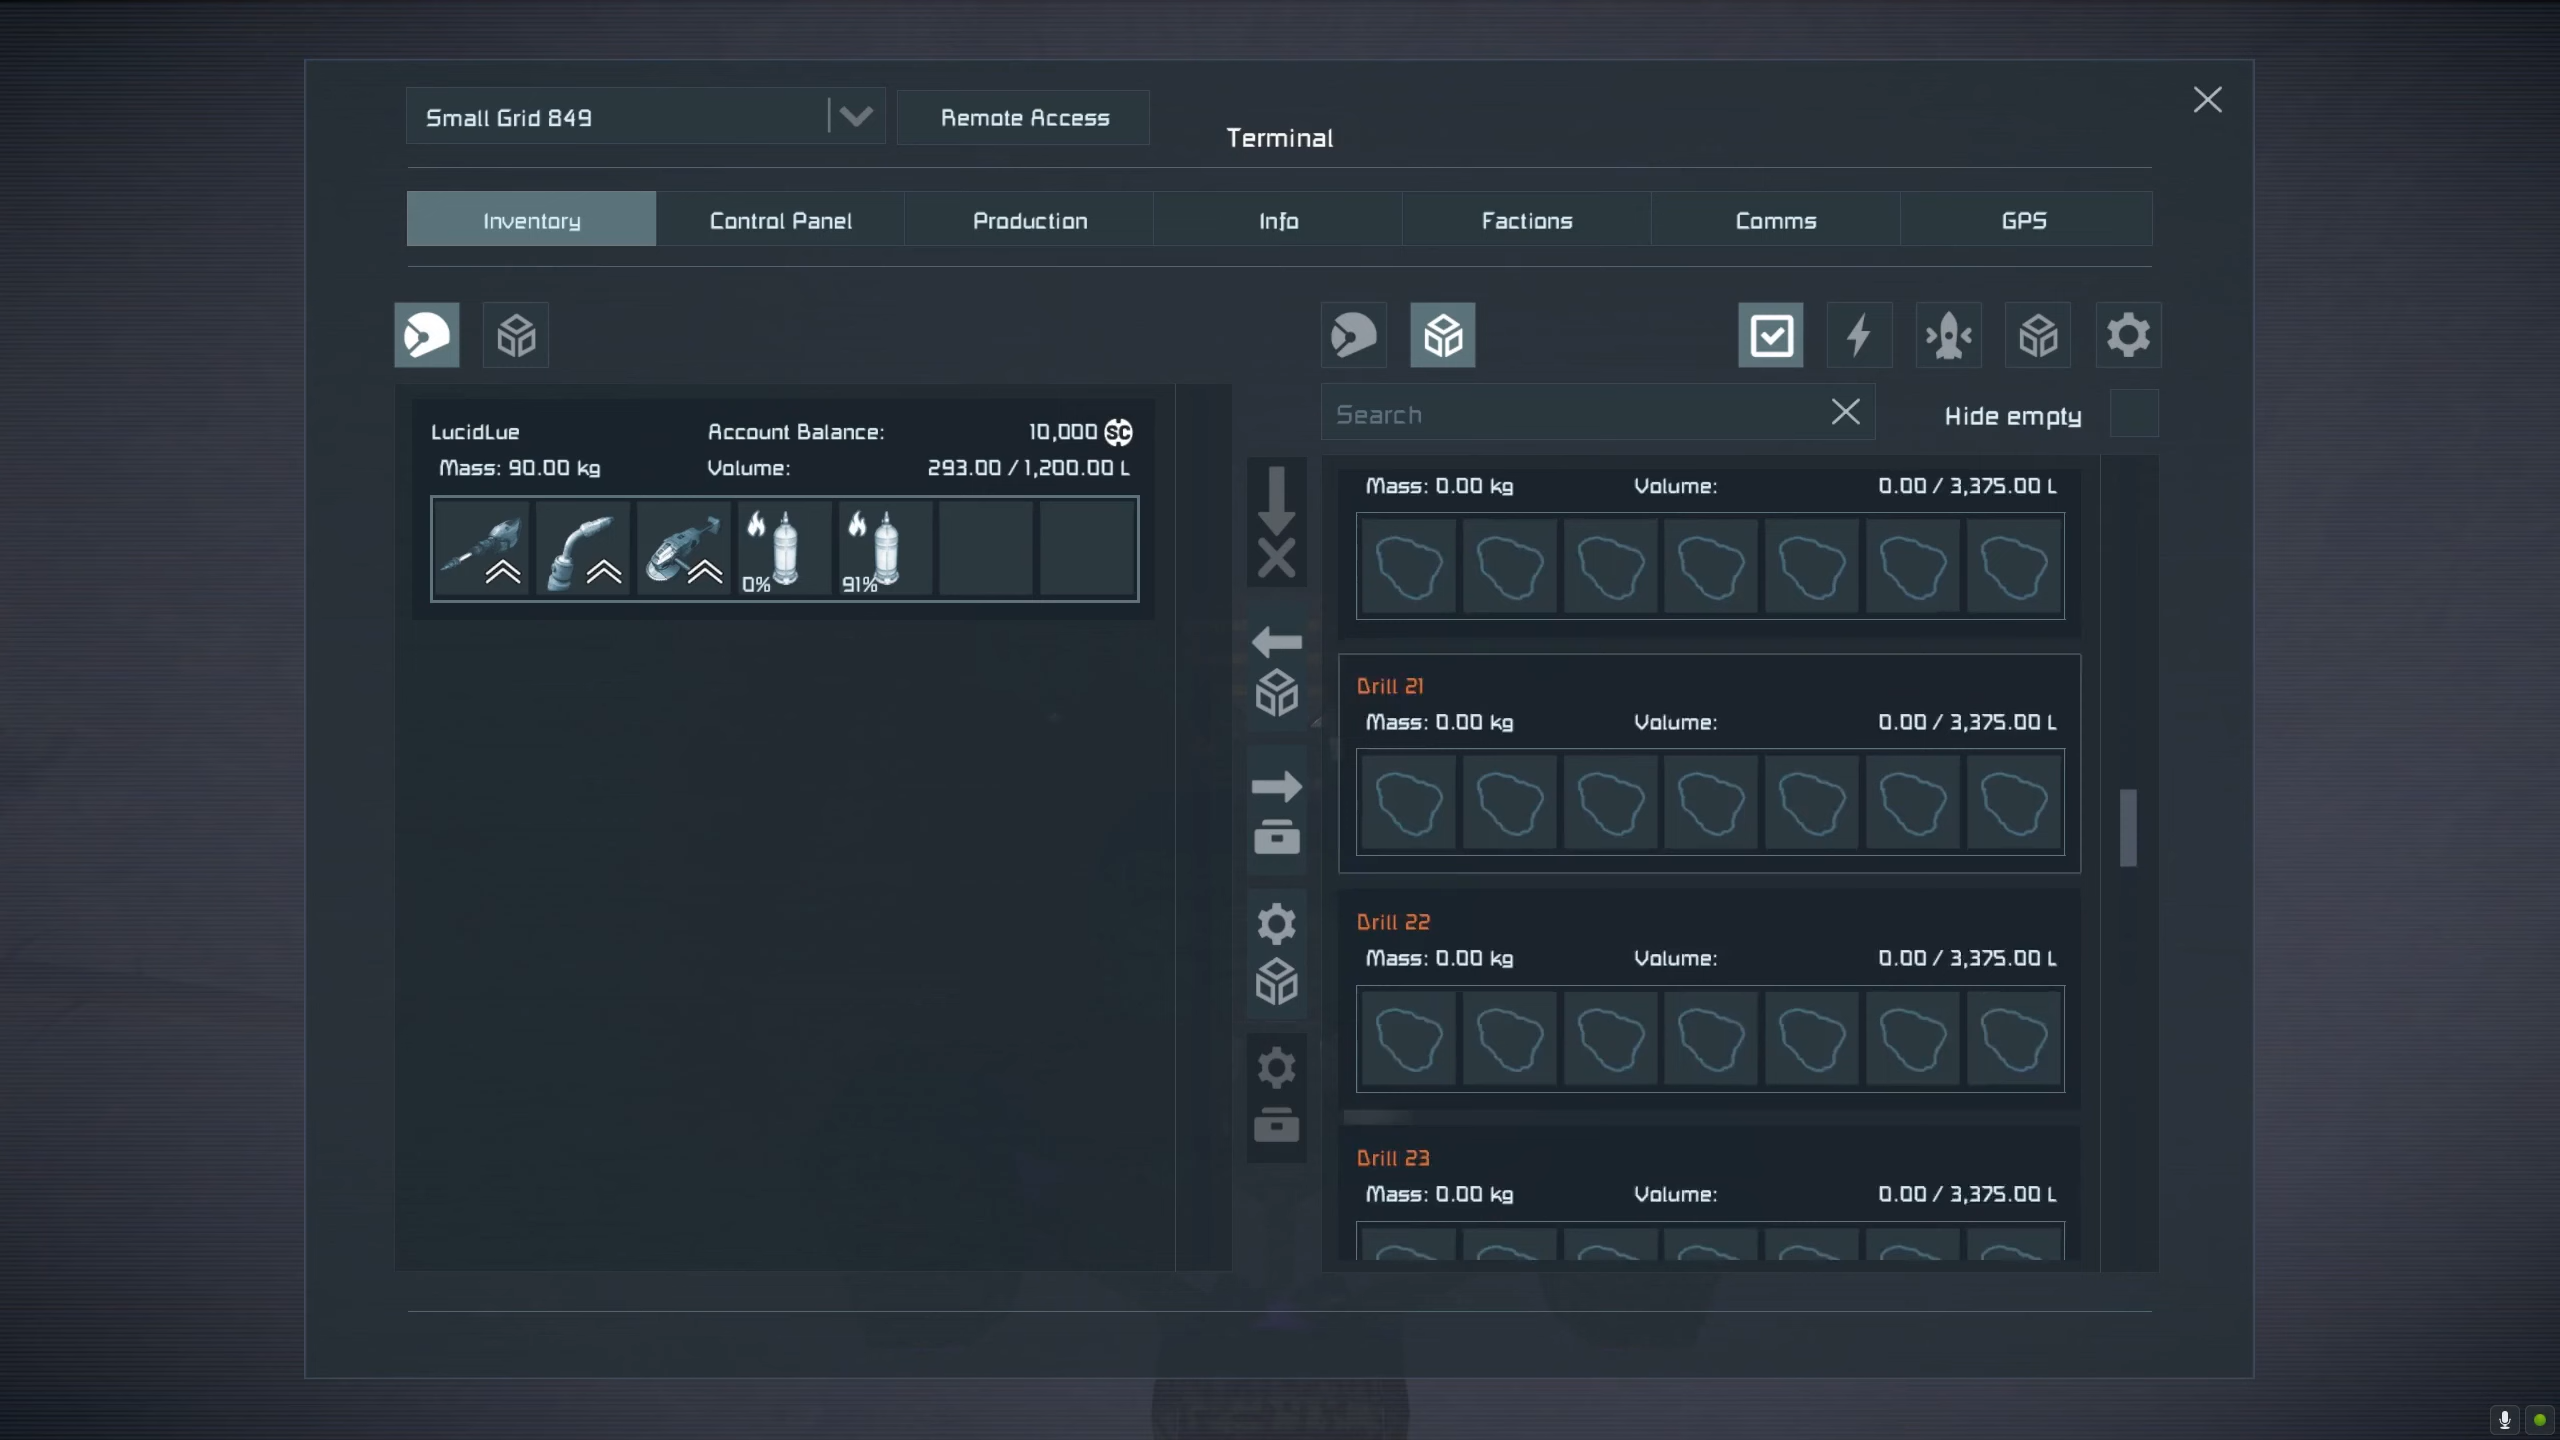 Small Grid 849
Remote Access
Terminal
Inventory
Control Panel
Production
Info
Factions
Comms
GPS
Search
Hide empty
LucidLue
Account Balance:
10,000 SC
Mass: 90.00 kg
Volume:
293.00 / 1,200.00 L
0%
91%
Mass: 0.00 kg
Volume:
0.00 / 3,375.00 L
Drill 21
Mass: 0.00 kg
Volume:
0.00 / 3,375.00 L
Drill 22
Mass: 0.00 kg
Volume:
0.00 / 3,375.00 L
Drill 23
Mass: 0.00 kg
Volume:
0.00 / 3,375.00 L